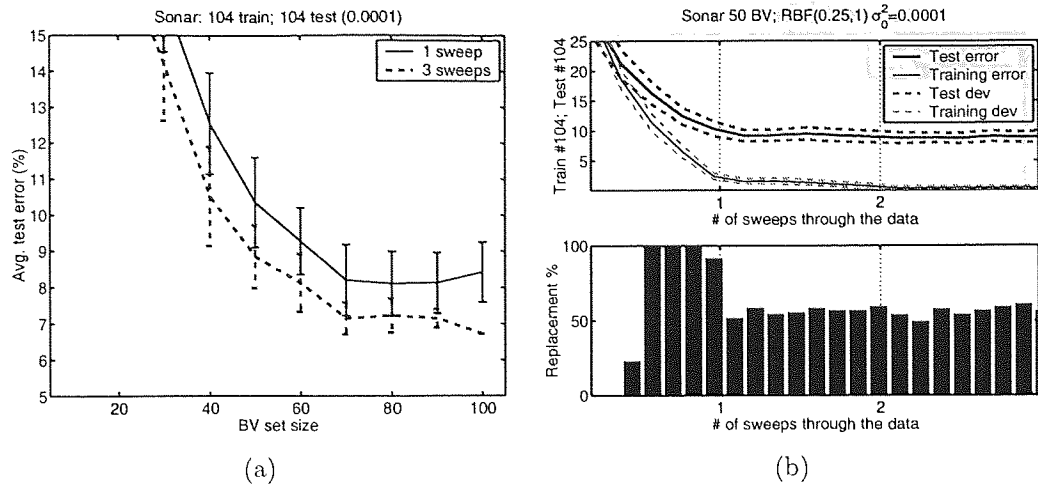 Sonar: 104 train; 104 test (0.0001)
1 sweep
3 sweeps
Avg. test error (%)
15
14
13
12
11
10
9
8
7
6
5
20
40
60
80
100
BV set size
(a)
Sonar 50 BV; RBF(0.25,1) σ₀²=0.0001
Test error
Training error
Test dev
Training dev
Train #104; Test #104
25
20
15
10
5
1
2
# of sweeps through the data
Replacement %
100
50
0
1
2
# of sweeps through the data
(b)